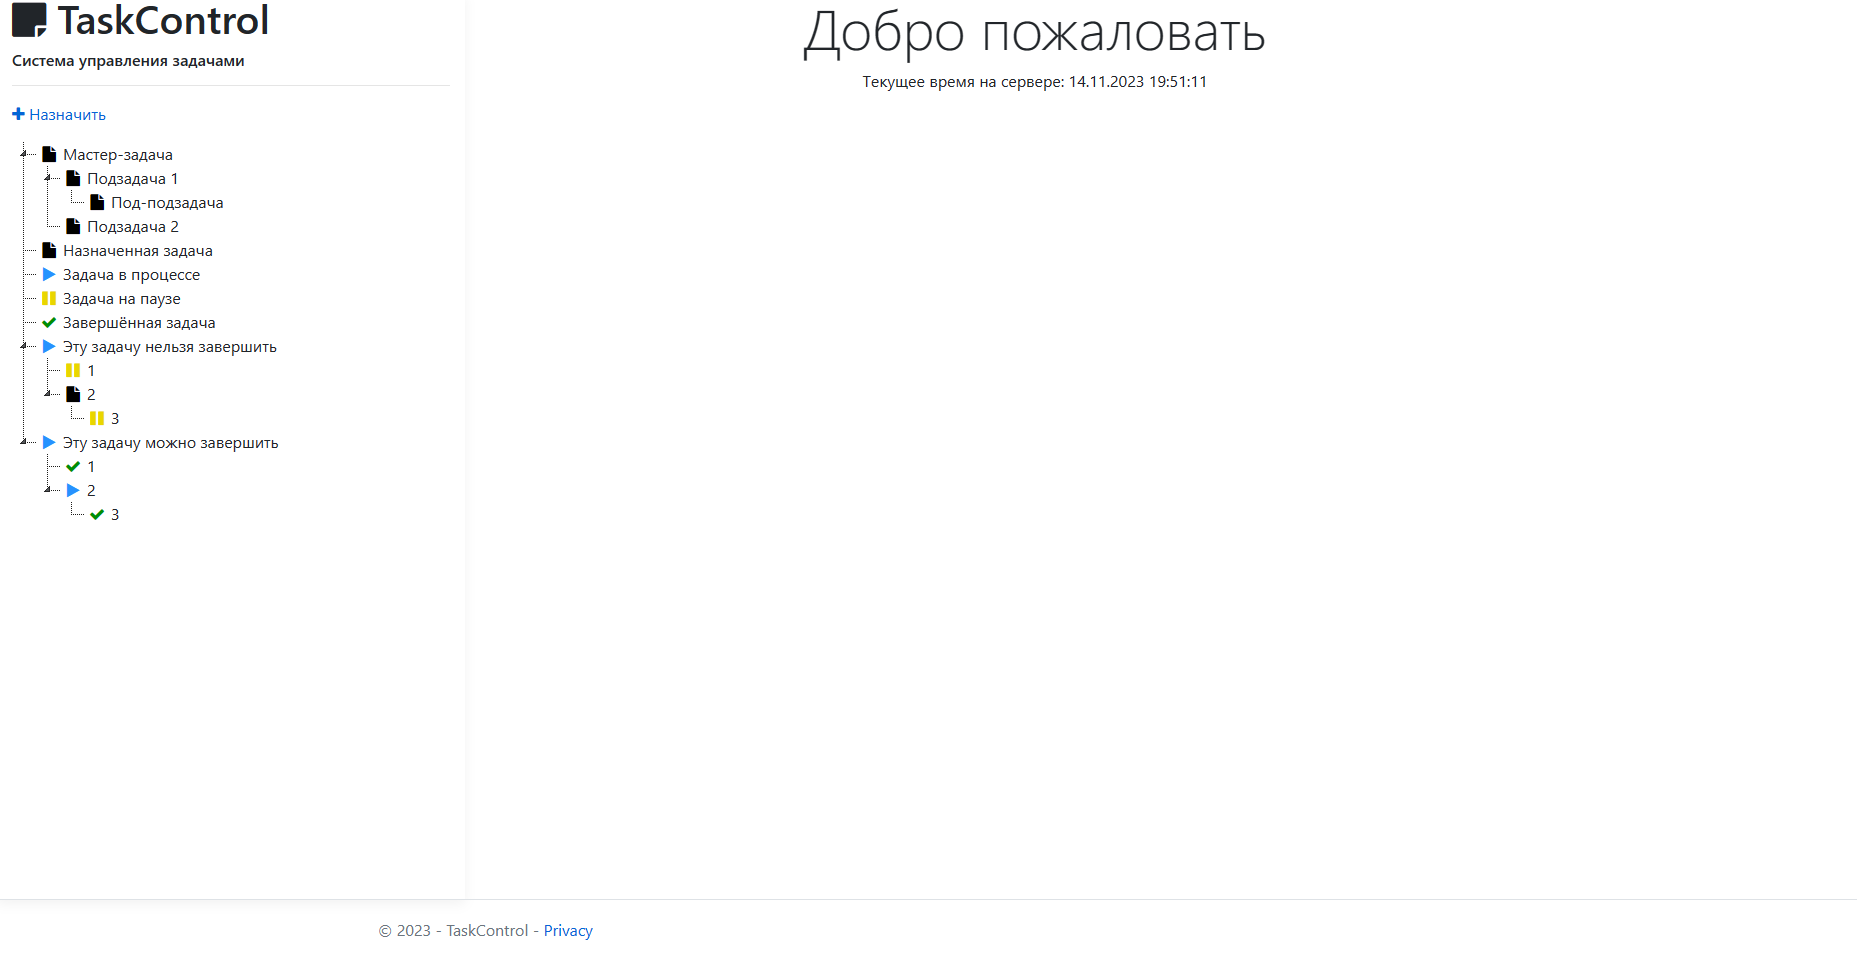 TaskControl
Система управления задачами
Назначить
Мастер-задача
Подзадача 1
Под-подзадача
Подзадача 2
Назначенная задача
Задача в процессе
Задача на паузе
Завершённая задача
Эту задачу нельзя завершить
1
2
3
Эту задачу можно завершить
1
2
3
Добро пожаловать
Текущее время на сервере: 14.11.2023 19:51:11
© 2023 - TaskControl - Privacy